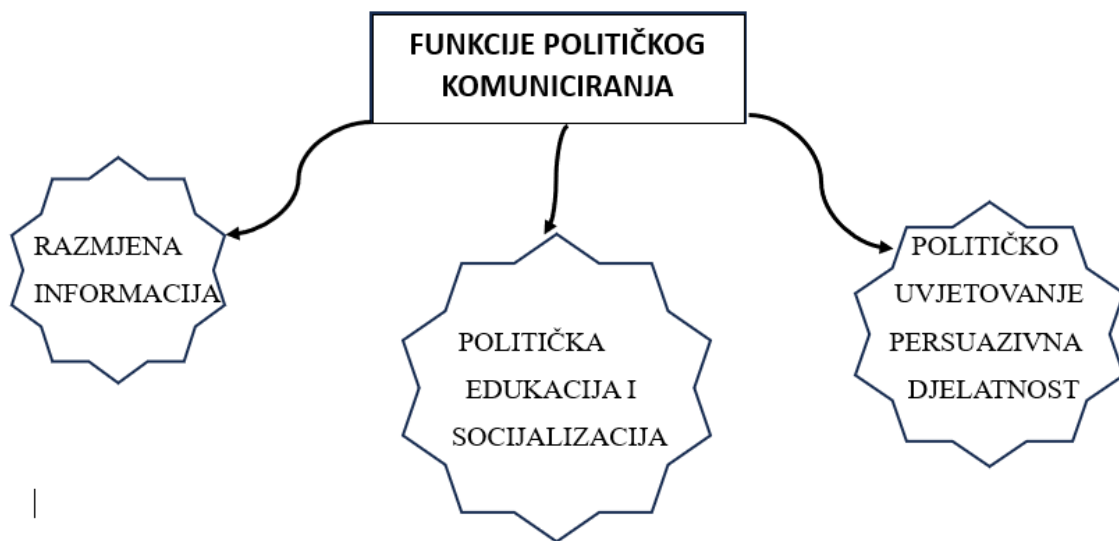 FUNKCIJE POLITIČKOG
KOMUNICIRANJA
RAZMJENA
INFORMACIJA
POLITIČKA
EDUKACIJA I
SOCIJALIZACIJA
POLITIČKO
UVJETOVANJE
PERSUAZIVNA
DJELATNOST